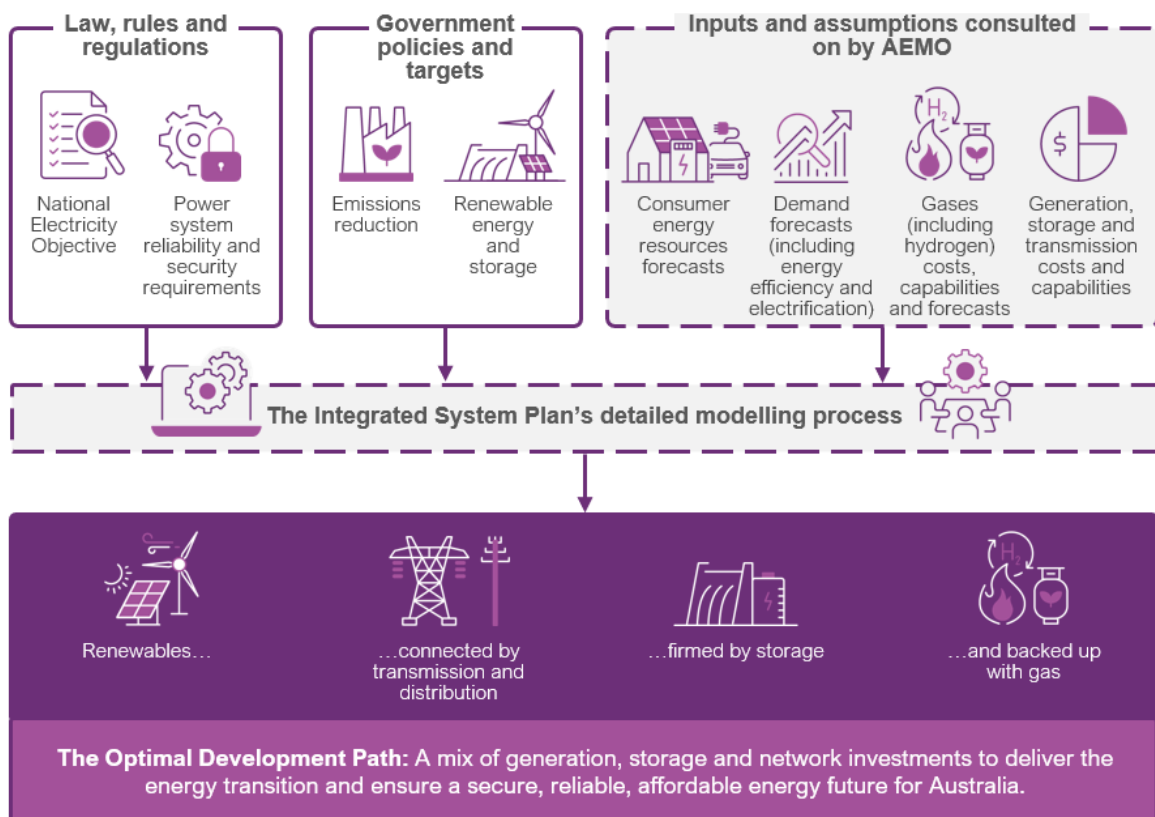 Law, rules and
regulations
National
Electricity
Objective
Power
system
reliability and
security
requirements
Government
policies and
targets
Emissions
reduction
Renewable
energy
and
storage
Inputs and assumptions consulted
on by AEMO
Consumer
energy
resources
forecasts
Demand
forecasts
(including
energy
efficiency and
electrification)
H₂
Gases
(including
hydrogen)
costs,
capabilities
and forecasts
$
Generation,
storage and
transmission
costs and
capabilities
The Integrated System Plan’s detailed modelling process
Renewables…
…connected by
transmission and
distribution
…firmed by storage
H₂
…and backed up
with gas
The Optimal Development Path: A mix of generation, storage and network investments to deliver the
energy transition and ensure a secure, reliable, affordable energy future for Australia.